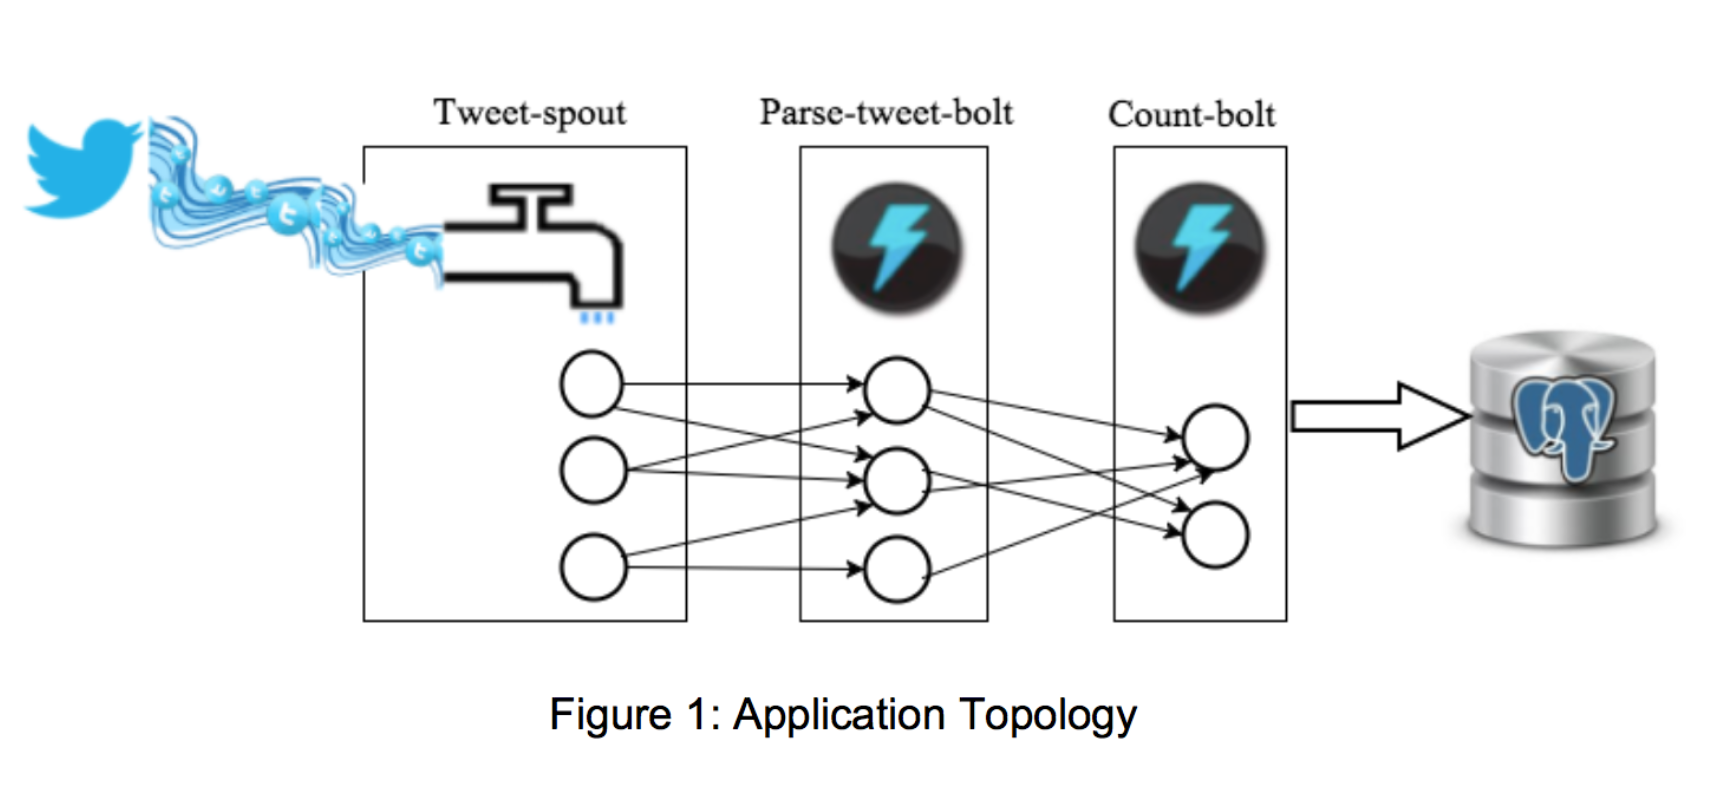 Tweet-spout
Parse-tweet-bolt
Count-bolt
Figure 1: Application Topology